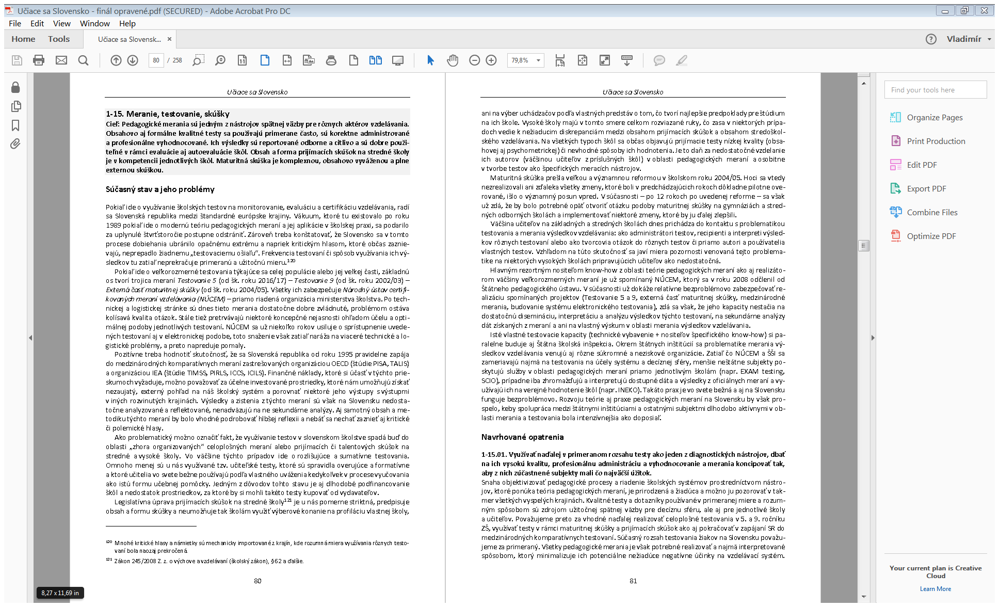 Učiace sa Slovensko - finál opravené.pdf (SECURED) - Adobe Acrobat Pro DC
File Edit View Window Help
Home Tools Učiace sa Slovensk... × ? Vladimír
80 / 258 79,8%
Učiace sa Slovensko
1-15. Meranie, testovanie, skúšky
Cieľ: Pedagogické merania sú jedným z nástrojov spätnej väzby pre rôznych aktérov vzdelávania.
Obsahovo aj formálne kvalitné testy sa používajú primerane často, sú korektne administrované
a profesionálne vyhodnocované. Ich výsledky sú reportované odborne a citlivo a sú dobre použi-
teľné v rámci evaluácie aj autoevaluácie škôl. Obsah a forma prijímacích skúšok na stredné školy
je v kompetencii jednotlivých škôl. Maturitná skúška je komplexnou, obsahovo vyváženou a plne
externou skúškou.
Súčasný stav a jeho problémy
Pokiaľ ide o využívanie školských testov na monitorovanie, evaluáciu a certifikáciu vzdelávania, radí
sa Slovenská republika medzi štandardné európske krajiny. Vákuum, ktoré tu existovalo po roku
1989 pokiaľ ide o modernú teóriu pedagogických meraní a jej aplikácie v školskej praxi, sa podarilo
za uplynulé štvrťstoročie postupne odstrániť. Zároveň treba konštatovať, že Slovensko sa v tomto
procese dobiehania ubránilo opačnému extrému a napriek kritickým hlasom, ktoré občas zaznie-
vajú, neprepadlo žiadnemu „testovaciemu ošiaľu“. Frekvencia testovaní či spôsob využívania ich vý-
sledkov tu zatiaľ neprekračuje primeranú a užitočnú mieru.120
Pokiaľ ide o veľkorozmerné testovania týkajúce sa celej populácie alebo jej veľkej časti, základnú
os tvorí trojica meraní Testovanie 5 (od šk. roku 2016/17) – Testovanie 9 (od šk. roku 2002/03) –
Externá časť maturitnej skúšky (od šk. roku 2004/05). Všetky ich zabezpečuje Národný ústav certifi-
kovaných meraní vzdelávania (NÚCEM) – priamo riadená organizácia ministerstva školstva. Po tech-
nickej a logistickej stránke sú dnes tieto merania dostatočne dobre zvládnuté, problémom ostáva
kolísavá kvalita otázok. Stále tiež pretrvávajú niektoré koncepčné nejasnosti ohľadom účelu a opti-
málnej podoby jednotlivých testovaní. NÚCEM sa už niekoľko rokov usiluje o sprístupnenie uvede-
ných testovaní aj v elektronickej podobe, toto snaženie však zatiaľ naráža na viaceré technické a lo-
gistické problémy, a preto napreduje pomaly.
Pozitívne treba hodnotiť skutočnosť, že sa Slovenská republika od roku 1995 pravidelne zapája
do medzinárodných komparatívnych meraní zastrešovaných organizáciou OECD (štúdie PISA, TALIS)
a organizáciou IEA (štúdie TIMSS, PIRLS, ICCS, ICILS). Finančné náklady, ktoré si účasť v týchto prie-
skumoch vyžaduje, možno považovať za účelne investované prostriedky, ktoré nám umožňujú získať
nezaujatý, externý pohľad na náš školský systém a porovnať niektoré jeho výstupy s výstupmi
v iných rozvinutých krajinách. Výsledky a zistenia z týchto meraní sú však na Slovensku nedosta-
točne analyzované a reflektované, nenadväzujú na ne sekundárne analýzy. Aj samotný obsah a me-
todiku týchto meraní by bolo vhodné podrobovať hlbšej reflexii a nebáť sa nechať zaznieť aj kritické
či polemické hlasy.
Ako problematický možno označiť fakt, že využívanie testov v slovenskom školstve spadá buď do
oblasti „zhora organizovaných“ celoplošných meraní alebo prijímacích či talentových skúšok na
stredné a vysoké školy. Vo väčšine týchto prípadov ide o rozlišujúce a sumatívne testovania.
Omnoho menej sú u nás využívané tzv. učiteľské testy, ktoré sú spravidla overujúce a formatívne
a ktoré učitelia vo svete bežne používajú podľa vlastného uváženia kedykoľvek v procese vyučovania
ako istú formu učebnej pomôcky. Jedným z dôvodov tohto stavu je aj dlhodobé podfinancovanie
škôl a nedostatok prostriedkov, za ktoré by si mohli takéto testy kupovať od vydavateľov.
Legislatívna úprava prijímacích skúšok na stredné školy121 je u nás pomerne striktná, predpisuje
obsah a formu skúšky a neumožňuje tak školám využiť výberové konanie na profiláciu vlastnej školy,
120 Mnohé kritické hlasy a námietky sú mechanicky importované z krajín, kde rozumná miera využívania rôznych testo-
vaní bola naozaj prekročená.
121 Zákon 245/2008 Z. z. o výchove a vzdelávaní (školský zákon), § 62 a ďalšie.
80
8,27 x 11,69 in
Učiace sa Slovensko
ani na výber uchádzačov podľa vlastných predstáv o tom, čo tvorí najlepšie predpoklady pre štúdium
na ich škole. Vysoké školy majú v tomto smere celkom rozviazané ruky, čo zasa v niektorých prípa-
doch vedie k nežiaducim diskrepanciám medzi obsahom prijímacích skúšok a obsahom stredoškol-
ského vzdelávania. Na všetkých typoch škôl sa občas objavujú prijímacie testy nízkej kvality (obsa-
hovej aj psychometrickej) či nevhodné spôsoby ich hodnotenia. Je to daň za nedostatočné vzdelanie
ich autorov (väčšinou učiteľov z príslušných škôl) v oblasti pedagogických meraní a osobitne
v tvorbe testov ako špecifických meracích nástrojov.
Maturitná skúška prešla veľkou a významnou reformou v školskom roku 2004/05. Hoci sa vtedy
nezrealizovali ani zďaleka všetky zmeny, ktoré boli v predchádzajúcich rokoch dôkladne pilotne ove-
rované, išlo o významný posun vpred. V súčasnosti – po 12 rokoch po uvedenej reforme – sa však
už zdá, že by bolo potrebné opäť otvoriť otázku podoby maturitnej skúšky na gymnáziách a stred-
ných odborných školách a implementovať niektoré zmeny, ktoré by ju ďalej zlepšili.
Väčšina učiteľov na základných a stredných školách dnes prichádza do kontaktu s problematikou
testovania a merania výsledkov vzdelávania: ako administrátori testov, recipienti a interpreti výsled-
kov rôznych testovaní alebo ako tvorcovia otázok do rôznych testov či priamo autori a používatelia
vlastných testov. Vzhľadom na túto skutočnosť sa javí miera pozornosti venovaná tejto problema-
tike na niektorých vysokých školách pripravujúcich učiteľov ako nedostatočná.
Hlavným rezortným nositeľom know-how z oblasti teórie pedagogických meraní ako aj realizáto-
rom väčšiny veľkorozmerných meraní je už spomínaný NÚCEM, ktorý sa v roku 2008 odčlenil od
Štátneho pedagogického ústavu. V súčasnosti už dokáže relatívne bezproblémovo zabezpečovať re-
alizáciu spomínaných projektov (Testovanie 5 a 9, externá časť maturitnej skúšky, medzinárodné
merania, budovanie systému elektronického testovania), zdá sa však, že jeho kapacity nestačia na
dostatočnú disemináciu, interpretáciu a analýzu výsledkov týchto testovaní, na sekundárne analýzy
dát získaných z meraní a ani na vlastný výskum v oblasti merania výsledkov vzdelávania.
Isté vlastné testovacie kapacity (technické vybavenie + nositeľov špecifického know-how) si pa-
ralelne buduje aj Štátna školská inšpekcia. Okrem štátnych inštitúcií sa problematike merania vý-
sledkov vzdelávania venujú aj rôzne súkromné a neziskové organizácie. Zatiaľ čo NÚCEM a ŠŠI sa
zameriavajú najmä na testovania na účely systému a decíznej sféry, menšie neštátne subjekty po-
skytujú služby v oblasti pedagogických meraní priamo jednotlivým školám (napr. EXAM testing,
SCIO), prípadne iba zhromažďujú a interpretujú dostupné dáta a výsledky z oficiálnych meraní a vy-
užívajú ich na verejné hodnotenie škôl (napr. INEKO). Takáto prax je vo svete bežná a aj na Slovensku
funguje bezproblémovo. Rozvoju teórie aj praxe pedagogických meraní na Slovensku by však pro-
spelo, keby spolupráca medzi štátnymi inštitúciami a ostatnými subjektmi dlhodobo aktívnymi v ob-
lasti merania a testovania bola intenzívnejšia ako doposiaľ.
Navrhované opatrenia
1-15.01. Využívať naďalej v primeranom rozsahu testy ako jeden z diagnostických nástrojov, dbať
na ich vysokú kvalitu, profesionálnu administráciu a vyhodnocovanie a merania koncipovať tak,
aby z nich zúčastnené subjekty mali čo najväčší úžitok.
Snaha objektivizovať pedagogické procesy a riadenie školských systémov prostredníctvom nástro-
jov, ktoré ponúka teória pedagogických meraní, je prirodzená a žiadúca a možno ju pozorovať v tak-
mer všetkých vyspelých krajinách. Kvalitné testy a dotazníky používané v primeranej miere a rozum-
ným spôsobom sú zdrojom užitočnej spätnej väzby pre decíznu sféru, ale aj pre jednotlivé školy
a učiteľov. Považujeme preto za vhodné naďalej realizovať celoplošné testovania v 5. a 9. ročníku
ZŠ, využívať testy v rámci maturitnej skúšky a prijímacích skúšok ako aj pokračovať v zapájaní SR do
medzinárodných komparatívnych testovaní. Súčasný rozsah testovania žiakov na Slovensku považu-
jeme za primeraný. Všetky pedagogické merania je však potrebné realizovať a najmä interpretované
spôsobom, ktorý minimalizuje ich potenciálne nežiadúce negatívne účinky na vzdelávací systém.
81
Find your tools here
Organize Pages
Print Production
Edit PDF
Export PDF
Combine Files
Optimize PDF
Your current plan is Creative
Cloud
Learn More